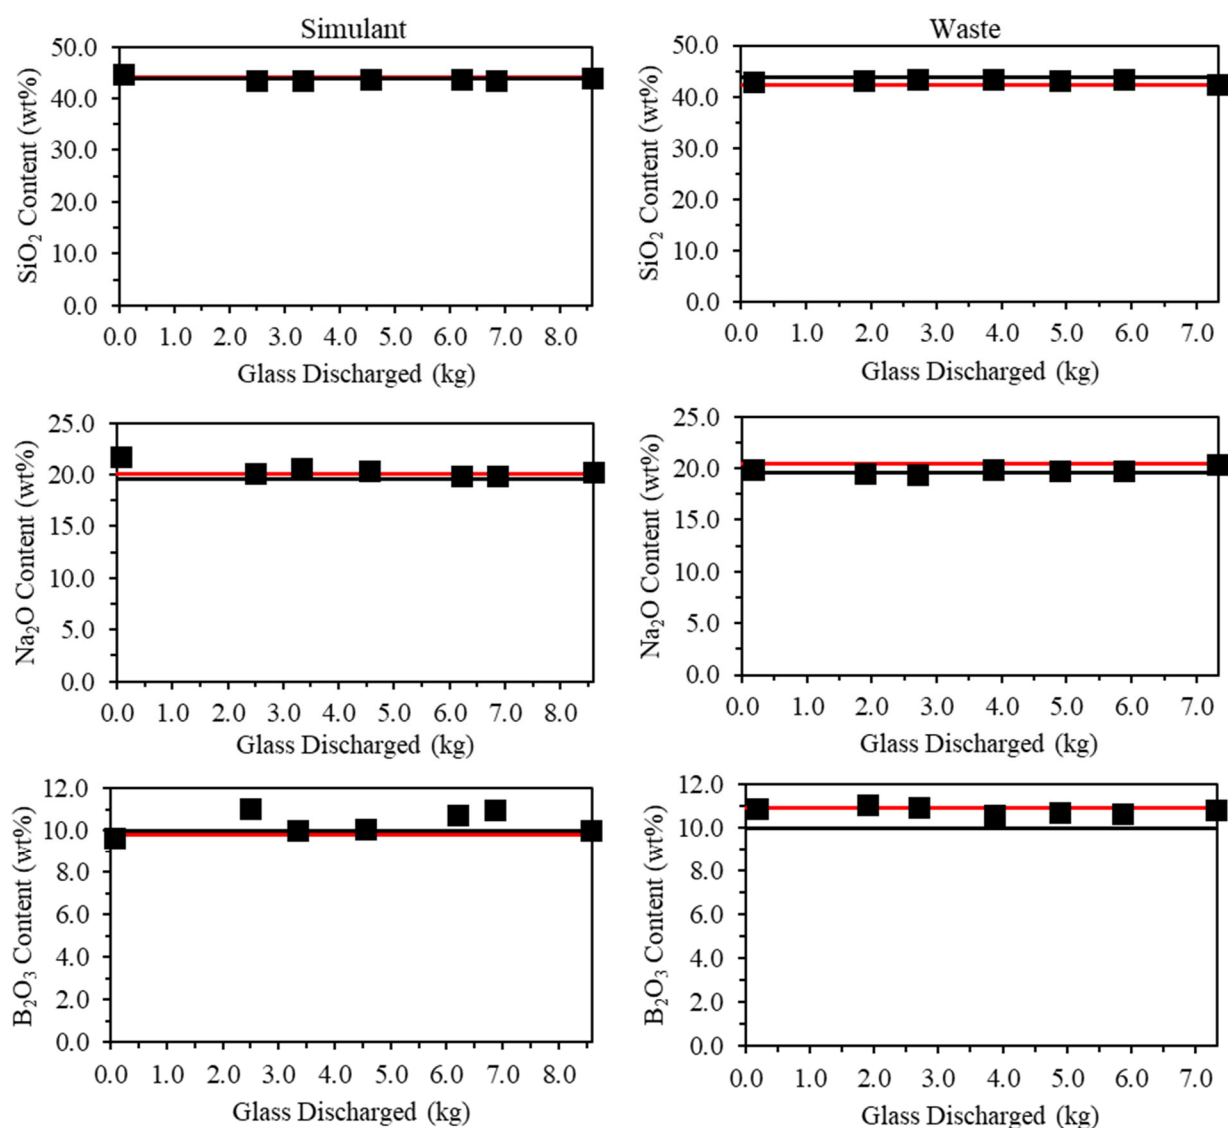 Simulant
SiO₂ Content (wt%)
50.0
40.0
30.0
20.0
10.0
0.0
0.0 1.0 2.0 3.0 4.0 5.0 6.0 7.0 8.0
Glass Discharged (kg)
Waste
SiO₂ Content (wt%)
50.0
40.0
30.0
20.0
10.0
0.0
0.0 1.0 2.0 3.0 4.0 5.0 6.0 7.0
Glass Discharged (kg)
Na₂O Content (wt%)
25.0
20.0
15.0
10.0
5.0
0.0
0.0 1.0 2.0 3.0 4.0 5.0 6.0 7.0 8.0
Glass Discharged (kg)
Na₂O Content (wt%)
25.0
20.0
15.0
10.0
5.0
0.0
0.0 1.0 2.0 3.0 4.0 5.0 6.0 7.0
Glass Discharged (kg)
B₂O₃ Content (wt%)
12.0
10.0
8.0
6.0
4.0
2.0
0.0
0.0 1.0 2.0 3.0 4.0 5.0 6.0 7.0 8.0
Glass Discharged (kg)
B₂O₃ Content (wt%)
12.0
10.0
8.0
6.0
4.0
2.0
0.0
0.0 1.0 2.0 3.0 4.0 5.0 6.0 7.0
Glass Discharged (kg)